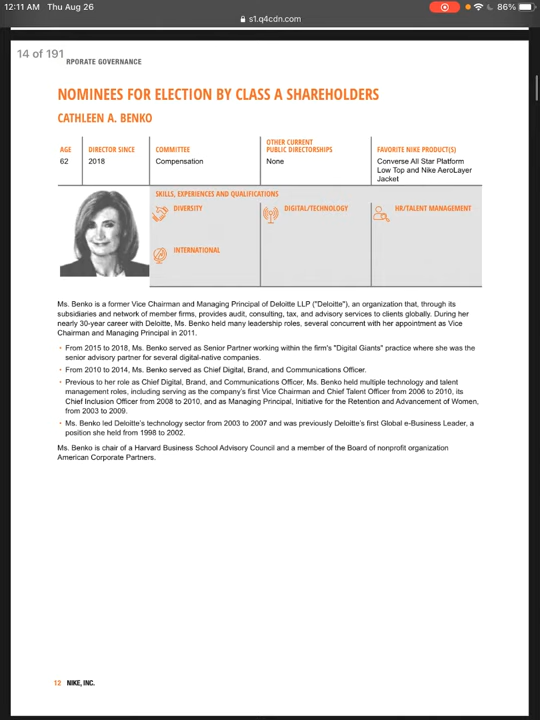 12:11 AM Thu Aug 26
86%
s1.q4cdn.com
14 of 191
RPORATE GOVERNANCE
NOMINEES FOR ELECTION BY CLASS A SHAREHOLDERS
CATHLEEN A. BENKO
AGE
62
DIRECTOR SINCE
2018
COMMITTEE
Compensation
OTHER CURRENT
PUBLIC DIRECTORSHIPS
None
FAVORITE NIKE PRODUCT(S)
Converse All Star Platform
Low Top and Nike AeroLayer
Jacket
SKILLS, EXPERIENCES AND QUALIFICATIONS
DIVERSITY
DIGITAL/TECHNOLOGY
HR/TALENT MANAGEMENT
INTERNATIONAL
Ms. Benko is a former Vice Chairman and Managing Principal of Deloitte LLP ("Deloitte"), an organization that, through its
subsidiaries and network of member firms, provides audit, consulting, tax, and advisory services to clients globally. During her
nearly 30-year career with Deloitte, Ms. Benko held many leadership roles, several concurrent with her appointment as Vice
Chairman and Managing Principal in 2011.
• From 2015 to 2018, Ms. Benko served as Senior Partner working within the firm's "Digital Giants" practice where she was the
senior advisory partner for several digital-native companies.
• From 2010 to 2014, Ms. Benko served as Chief Digital, Brand, and Communications Officer.
• Previous to her role as Chief Digital, Brand, and Communications Officer, Ms. Benko held multiple technology and talent
management roles, including serving as the company's first Vice Chairman and Chief Talent Officer from 2006 to 2010, its
Chief Inclusion Officer from 2008 to 2010, and as Managing Principal, Initiative for the Retention and Advancement of Women,
from 2003 to 2009.
• Ms. Benko led Deloitte's technology sector from 2003 to 2007 and was previously Deloitte's first Global e-Business Leader, a
position she held from 1998 to 2002.
Ms. Benko is chair of a Harvard Business School Advisory Council and a member of the Board of nonprofit organization
American Corporate Partners.
12 NIKE, INC.